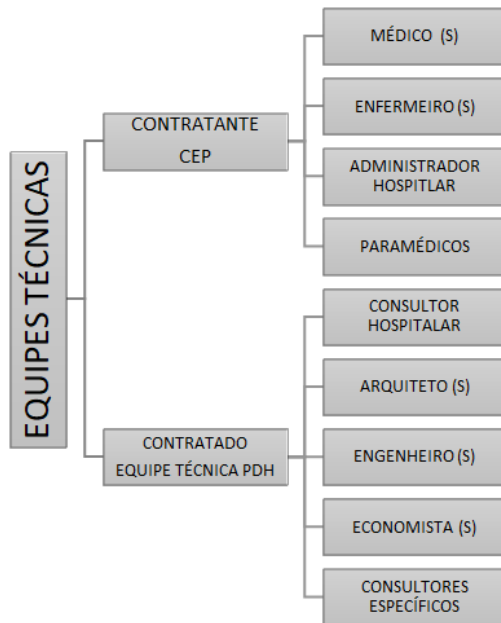 EQUIPES TÉCNICAS
CONTRATANTE
CEP
MÉDICO (S)
ENFERMEIRO (S)
ADMINISTRADOR
HOSPITLAR
PARAMÉDICOS
CONTRATADO
EQUIPE TÉCNICA PDH
CONSULTOR
HOSPITALAR
ARQUITETO (S)
ENGENHEIRO (S)
ECONOMISTA (S)
CONSULTORES
ESPECÍFICOS